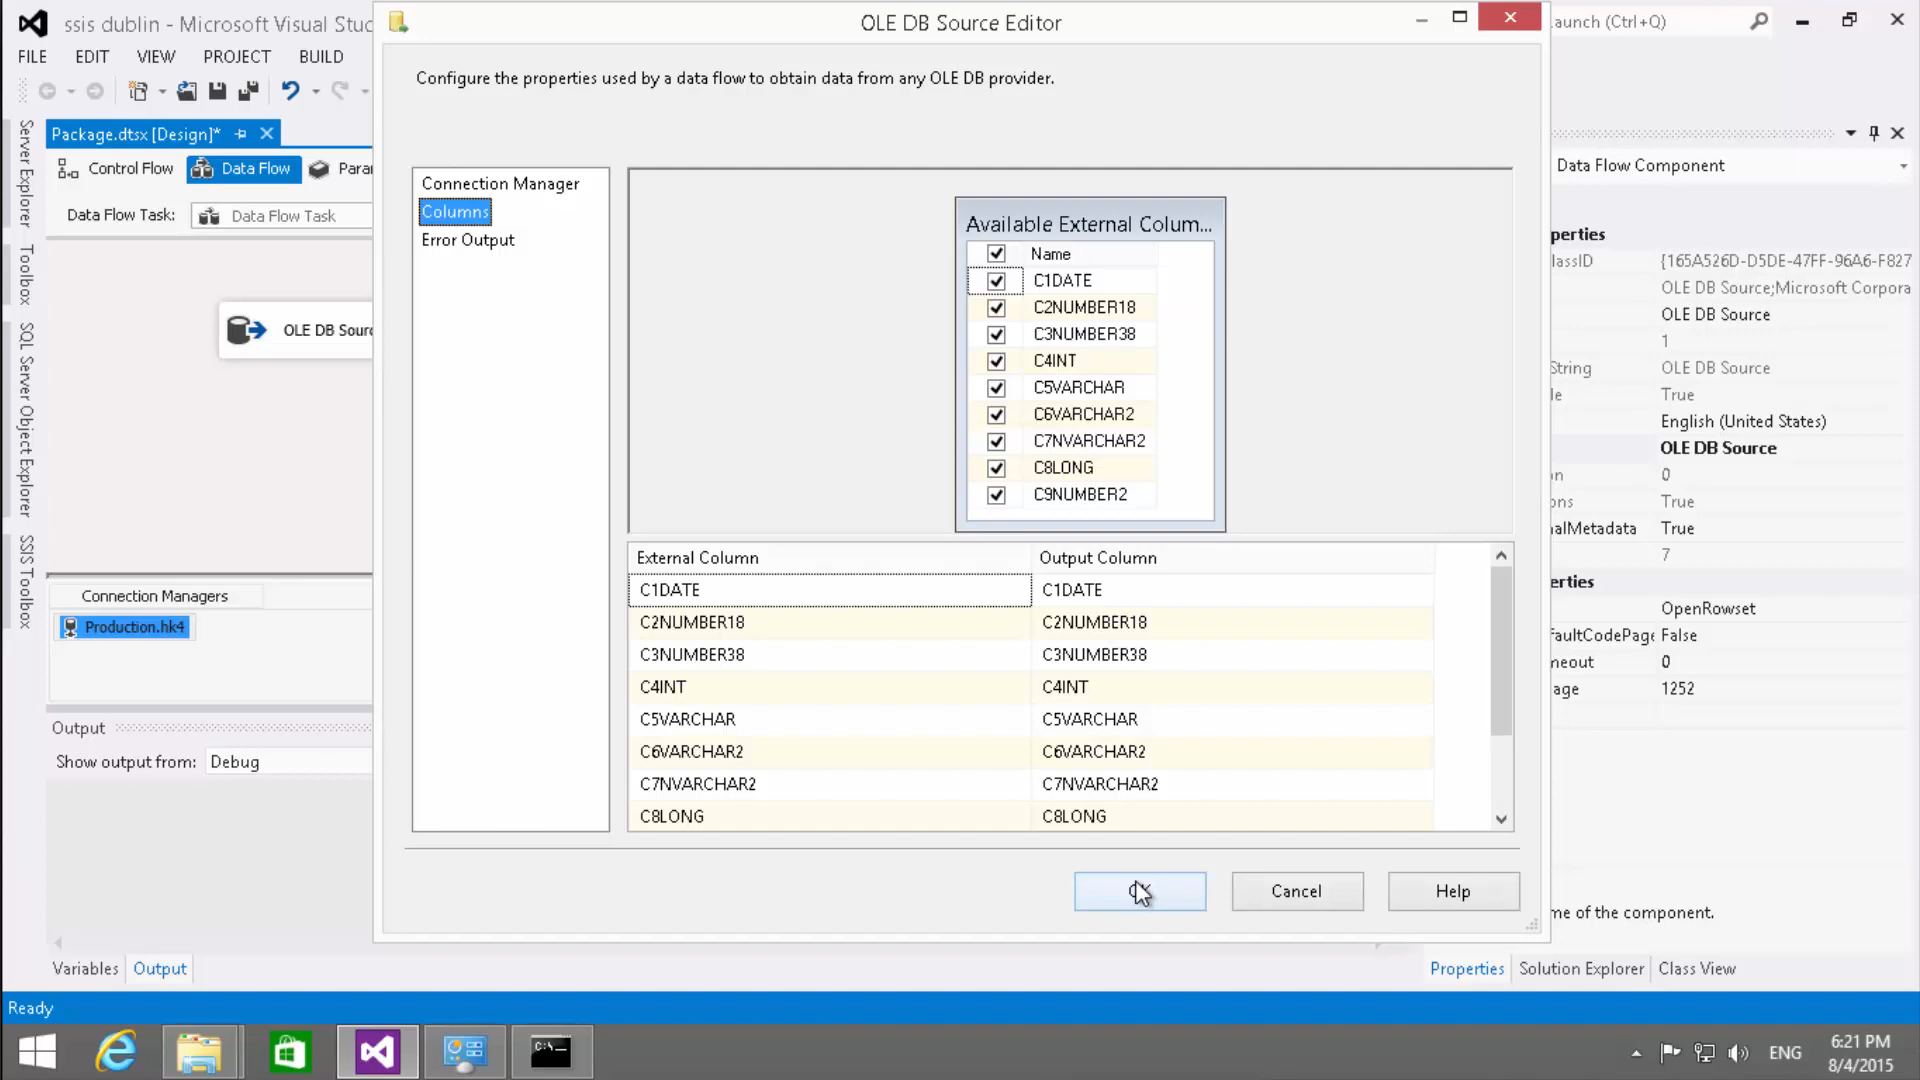 ssis dublin - Microsoft Visual Stuc
OLE DB Source Editor
aunch (Ctrl+Q)
FILE EDIT VIEW PROJECT BUILD
Configure the properties used by a data flow to obtain data from any OLE DB provider.
Package.dtsx [Design]*
Control Flow
Data Flow
Para
Data Flow Task:
Data Flow Task
Server Explorer
Toolbox
SQL Server Object Explorer
SSIS Toolbox
OLE DB Sourc
Connection Managers
Production.hk4
Output
Show output from:
Debug
Variables
Output
Connection Manager
Columns
Error Output
Available External Colum...
Name
C1DATE
C2NUMBER18
C3NUMBER38
C4INT
C5VARCHAR
C6VARCHAR2
C7NVARCHAR2
C8LONG
C9NUMBER2
External Column Output Column
C1DATE C1DATE
C2NUMBER18 C2NUMBER18
C3NUMBER38 C3NUMBER38
C4INT C4INT
C5VARCHAR C5VARCHAR
C6VARCHAR2 C6VARCHAR2
C7NVARCHAR2 C7NVARCHAR2
C8LONG C8LONG
Cancel
Help
Data Flow Component
perties
lassID {165A526D-D5DE-47FF-96A6-F827
OLE DB Source;Microsoft Corpora
OLE DB Source
1
String OLE DB Source
le True
English (United States)
OLE DB Source
n 0
ons True
alMetadata True
7
erties
OpenRowset
faultCodePage False
neout 0
age 1252
me of the component.
Properties
Solution Explorer
Class View
Ready
ENG
6:21 PM
8/4/2015